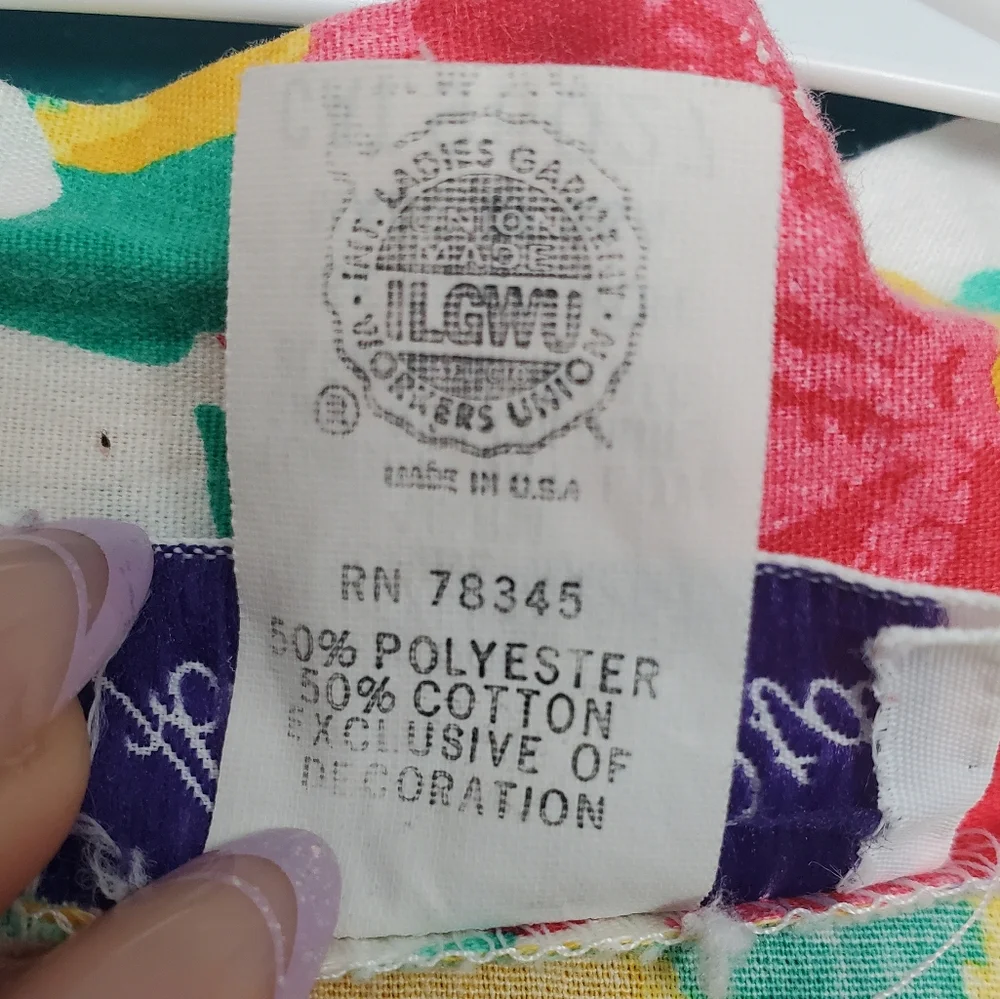 INT. LADIES GARMENT
UNION
MADE
ILGWU
WORKERS UNION
®
MADE IN U.S.A
RN 78345
50% POLYESTER
50% COTTON
EXCLUSIVE OF
DECORATION